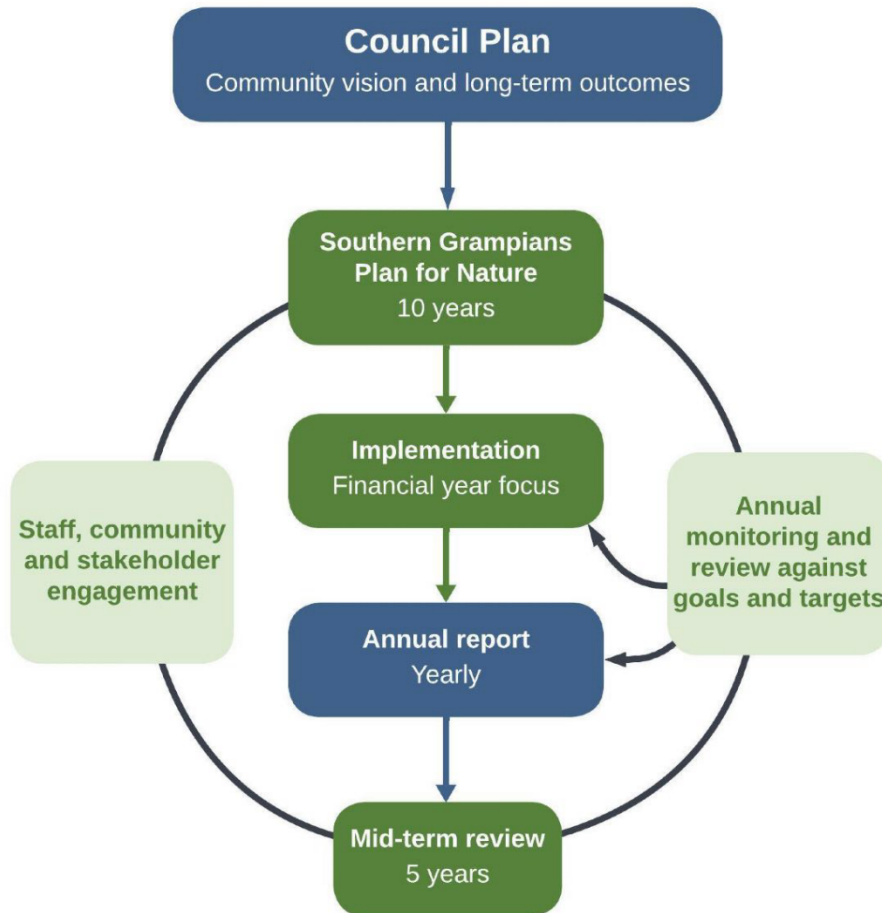 Council Plan
Community vision and long-term outcomes
Southern Grampians
Plan for Nature
10 years
Implementation
Financial year focus
Staff, community
and stakeholder
engagement
Annual
monitoring and
review against
goals and targets
Annual report
Yearly
Mid-term review
5 years